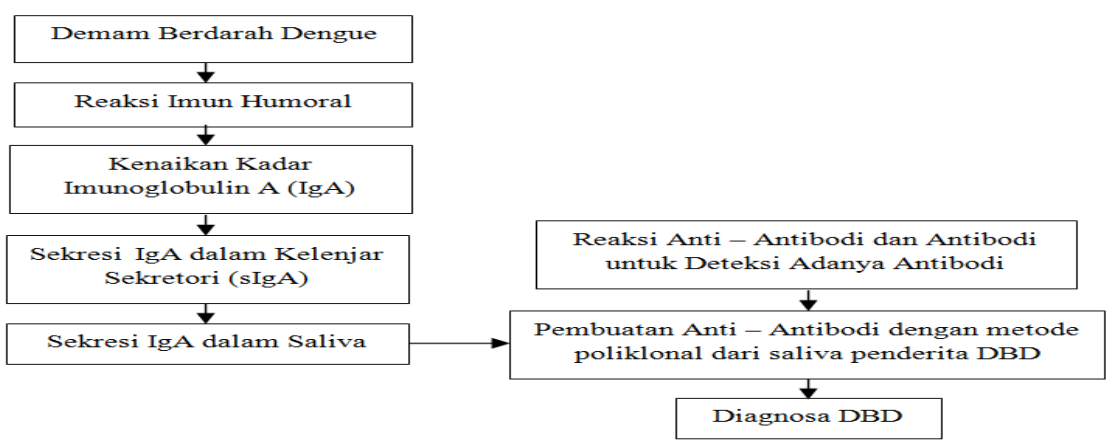 Demam Berdarah Dengue
Reaksi Imun Humoral
Kenaikan Kadar
Imunoglobulin A (IgA)
Sekresi IgA dalam Kelenjar
Sekretori (sIgA)
Sekresi IgA dalam Saliva
Reaksi Anti – Antibodi dan Antibodi
untuk Deteksi Adanya Antibodi
Pembuatan Anti – Antibodi dengan metode
poliklonal dari saliva penderita DBD
Diagnosa DBD